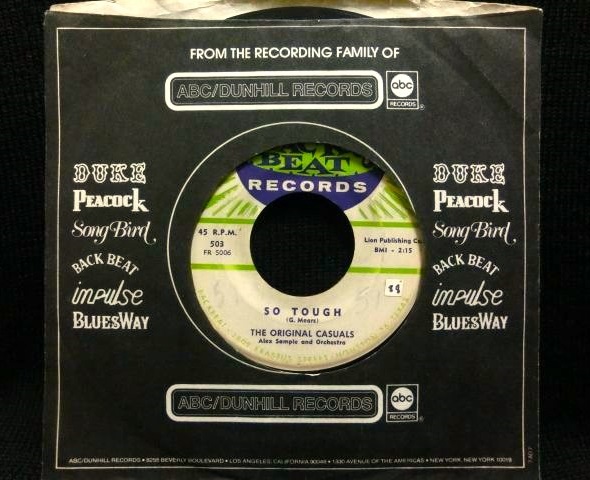 FROM THE RECORDING FAMILY OF
ABC/DUNHILL RECORDS
abc
RECORDS
DUKE
PEACOCK
Song Bird
BACK BEAT
impulse
BLUESWAY
DUKE
PEACOCK
Song Bird
BACK BEAT
impulse
BLUESWAY
BACK
BEAT
RECORDS
45 R.P.M.
503
FR 5006
Lion Publishing Co
BMI - 2:15
SO TOUGH
(G. Mears)
THE ORIGINAL CASUALS
Alex Sample and Orchestra
ABC/DUNHILL RECORDS
abc
RECORDS
ABC/DUNHILL RECORDS • 8255 BEVERLY BOULEVARD • LOS ANGELES, CALIFORNIA 90048 • 1330 AVENUE OF THE AMERICAS • NEW YORK, NEW YORK 10019